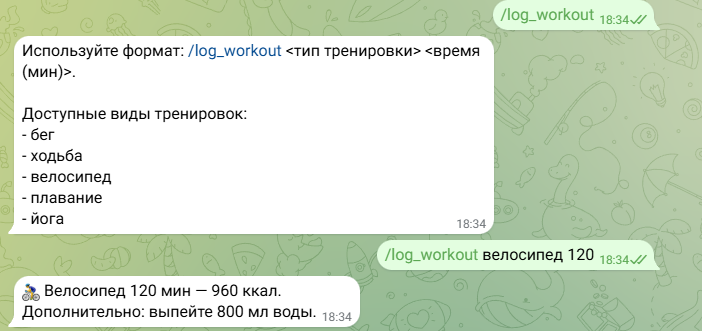 /log_workout 18:34
Используйте формат: /log_workout <тип тренировки> <время
(мин)>.
Доступные виды тренировок:
- бег
- ходьба
- велосипед
- плавание
- йога
18:34
/log_workout велосипед 120 18:34
🚴 Велосипед 120 мин — 960 ккал.
Дополнительно: выпейте 800 мл воды. 18:34